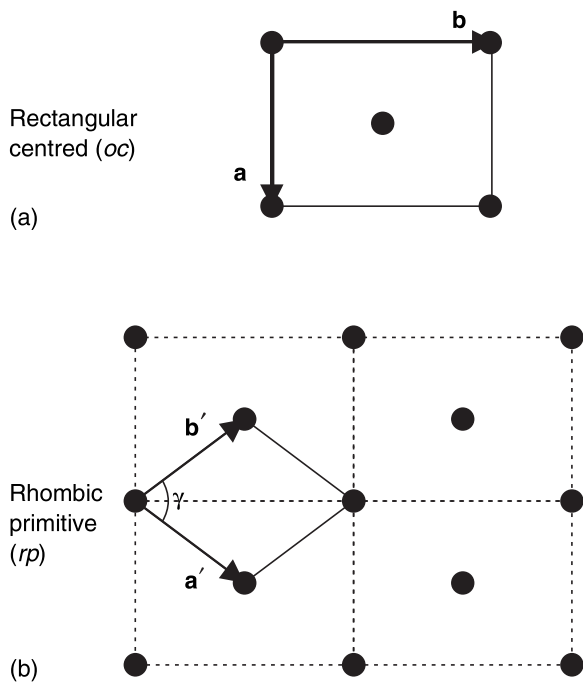 b
Rectangular
centred (oc)
a
(a)
b′
Rhombic
primitive
(rp)
γ
a′
(b)